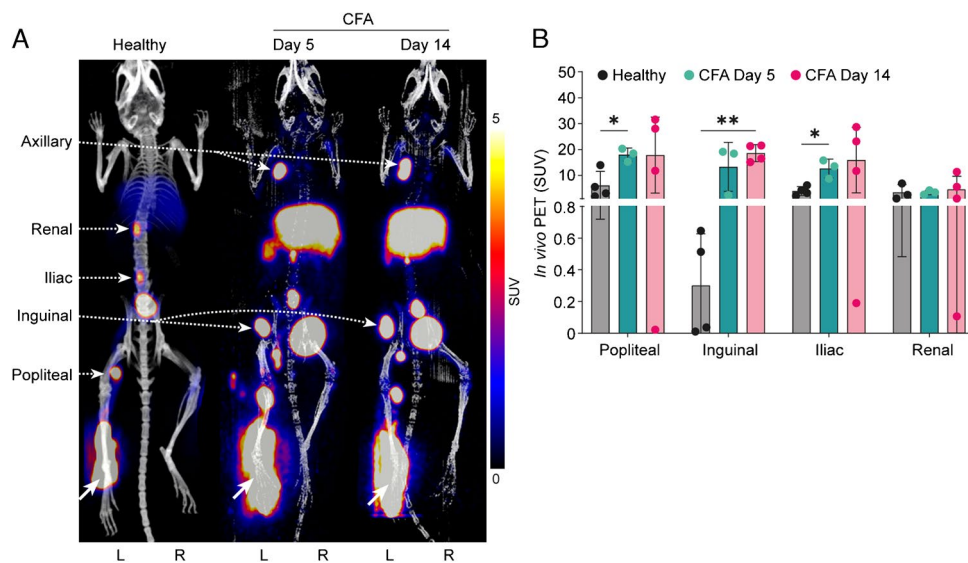 A
CFA
Healthy
Day 5
Day 14
Axillary
Renal
Iliac
Inguinal
Popliteal
5
SUV
0
L R L R L R
B
Healthy CFA Day 5 CFA Day 14
In vivo PET (SUV)
50
40
30
20
10
0.8
0.6
0.4
0.2
0
*
**
*
Popliteal Inguinal Iliac Renal